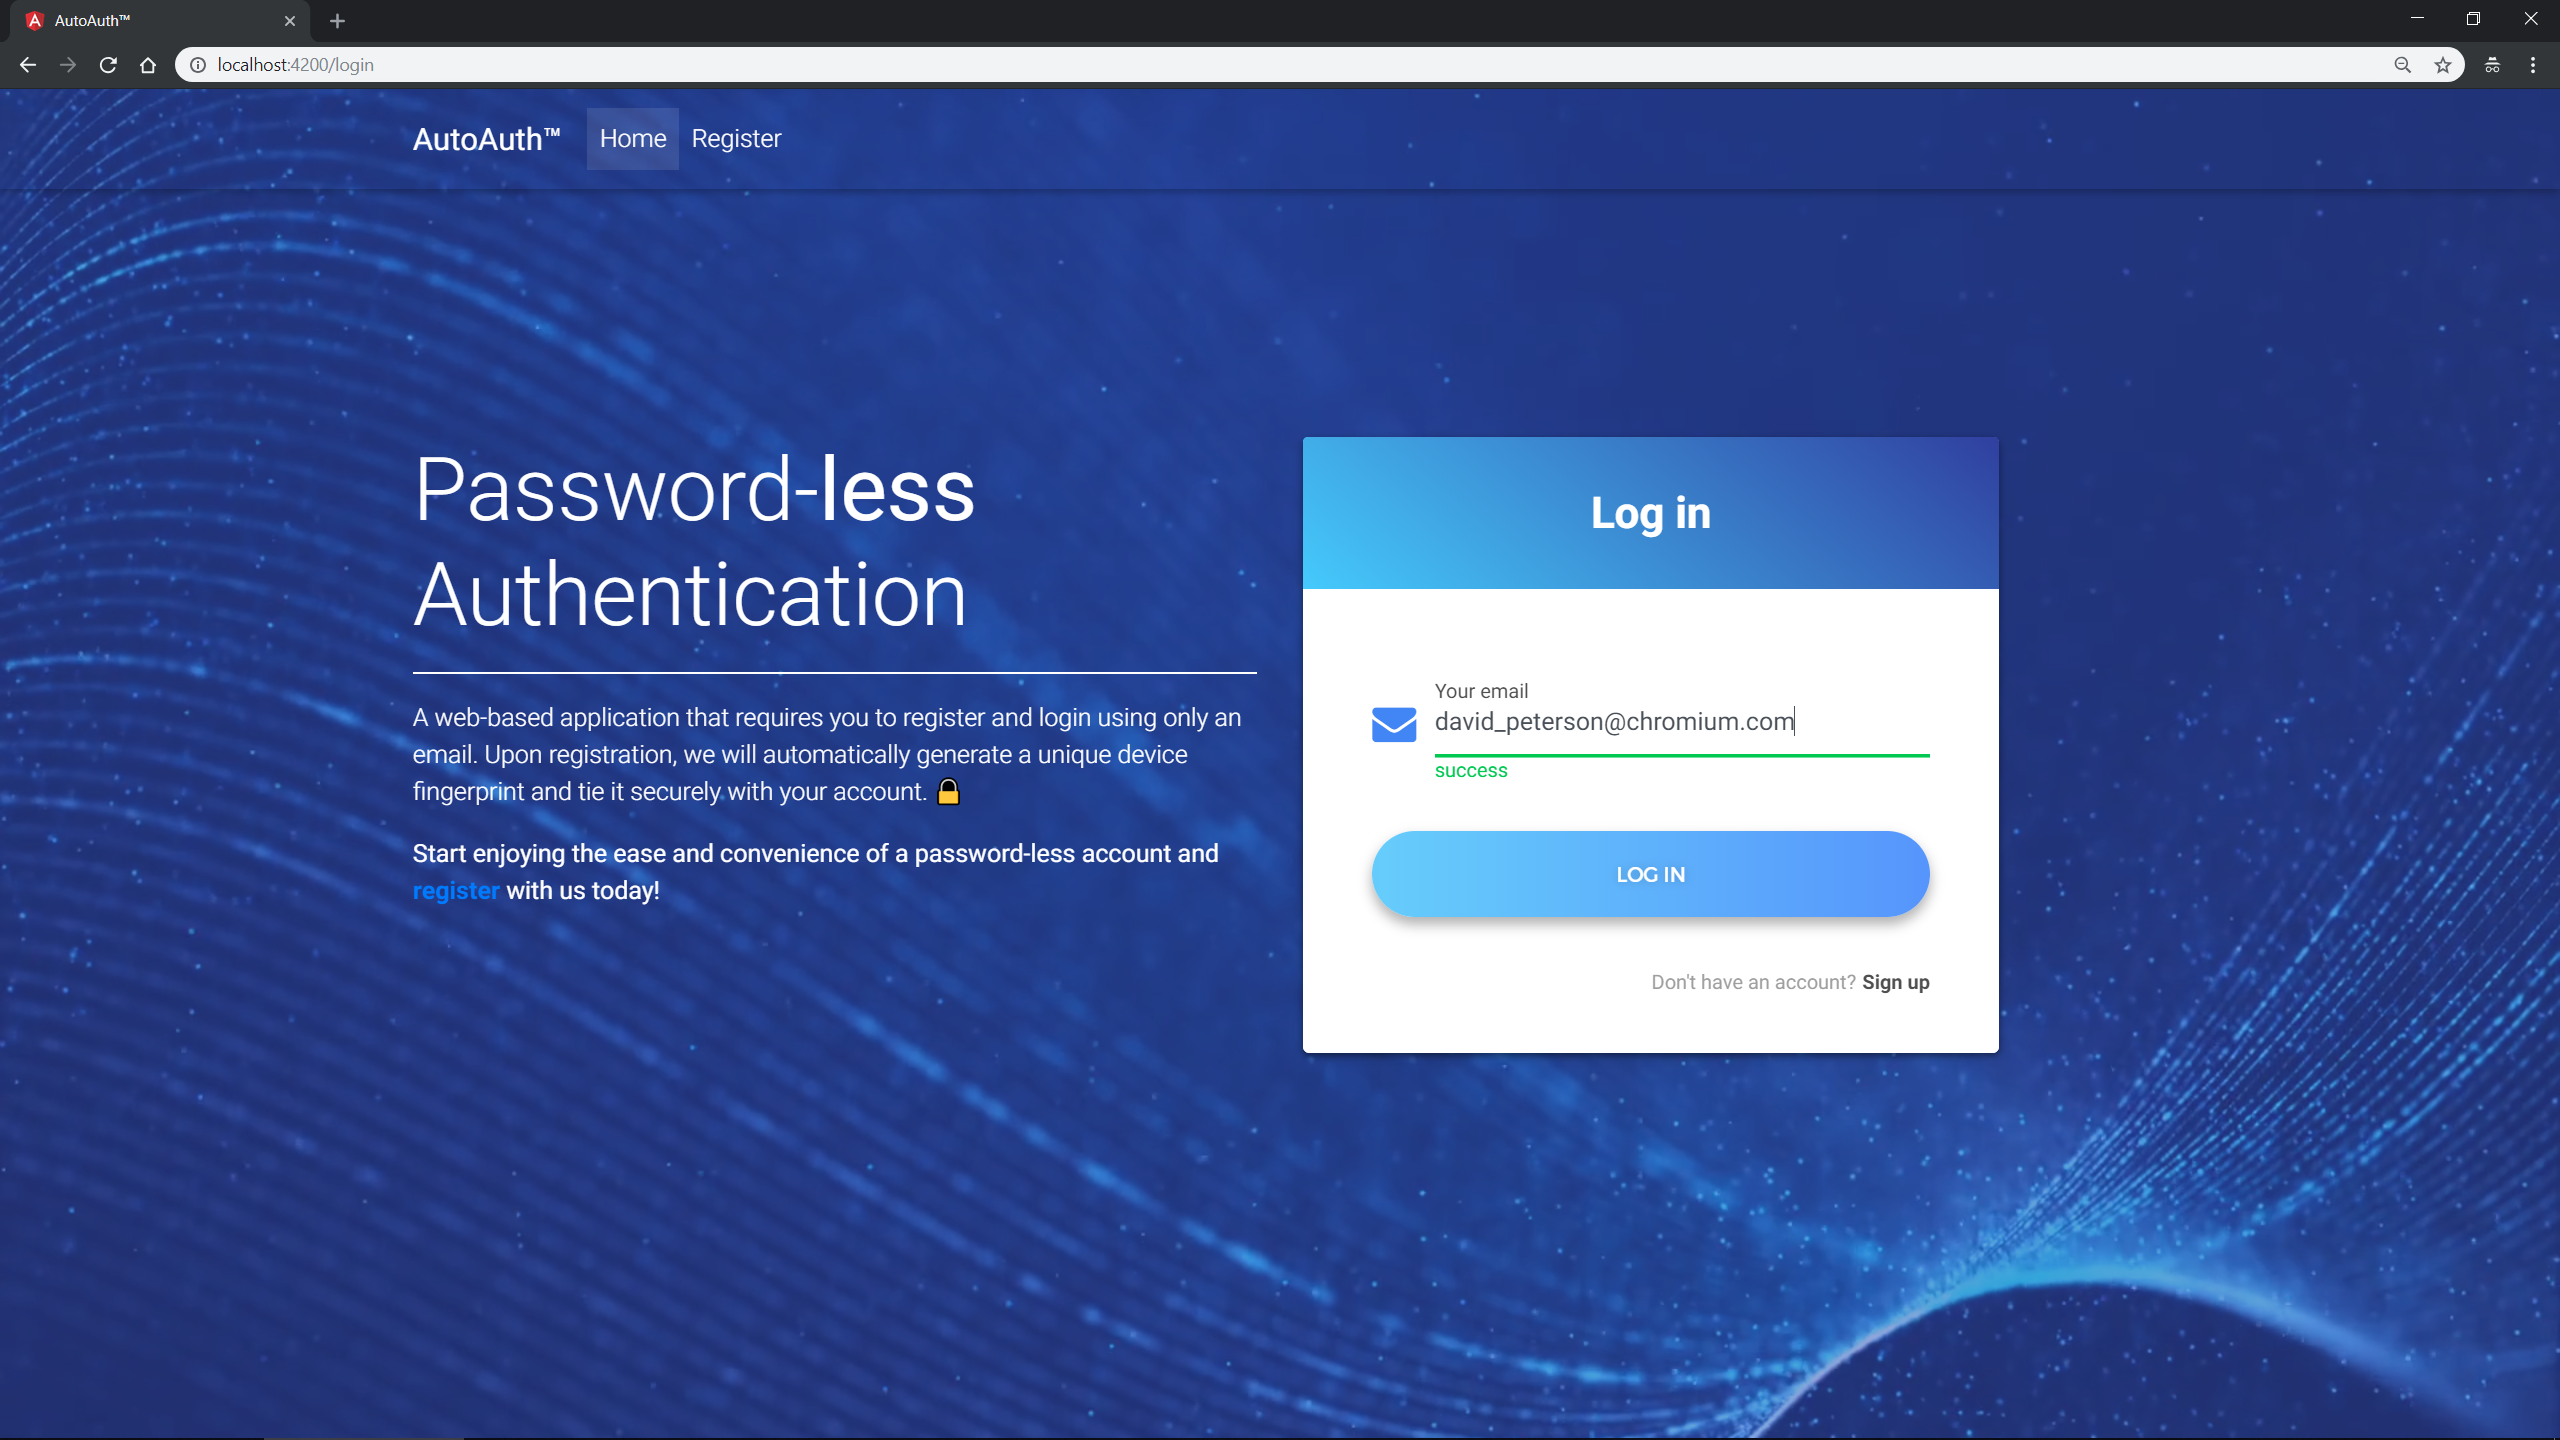 AutoAuth™
localhost:4200/login
AutoAuth™ Home Register
Password-less
Authentication
A web-based application that requires you to register and login using only an
email. Upon registration, we will automatically generate a unique device
fingerprint and tie it securely with your account. 🔒
Start enjoying the ease and convenience of a password-less account and
register with us today!
Log in
Your email
david_peterson@chromium.com
success
LOG IN
Don't have an account? Sign up